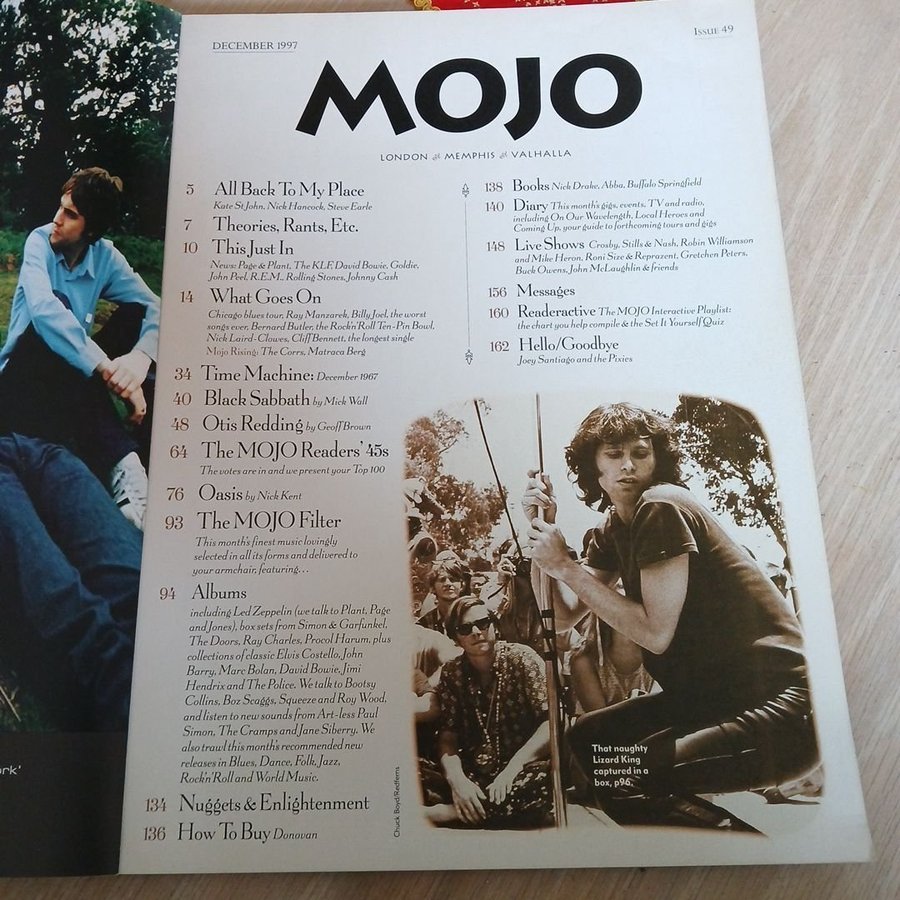 DECEMBER 1997
ISSUE 49
MOJO
LONDON MEMPHIS VALHALLA
5 All Back To My Place
Kate St John, Nick Hancock, Steve Earle
7 Theories, Rants, Etc.
10 This Just In
News: Page & Plant, The KLF, David Bowie, Goldie,
John Peel, R.E.M., Rolling Stones, Johnny Cash
14 What Goes On
Chicago blues tour, Ray Manzarek, Billy Joel, the worst
songs ever, Bernard Butler, the Rock'n'Roll Ten-Pin Bowl,
Nick Laird-Clowes, Cliff Bennett, the longest single
Mojo Rising: The Corrs, Matraca Berg
34 Time Machine: December 1967
40 Black Sabbath by Mick Wall
48 Otis Redding by Geoff Brown
64 The MOJO Readers' 45s
The votes are in and we present your Top 100
76 Oasis by Nick Kent
93 The MOJO Filter
This month's finest music lovingly
selected in all its forms and delivered to
your armchair, featuring...
94 Albums
including Led Zeppelin (we talk to Plant, Page
and Jones), box sets from Simon & Garfunkel,
The Doors, Ray Charles, Procol Harum, plus
collections of classic Elvis Costello, John
Barry, Marc Bolan, David Bowie, Jimi
Hendrix and The Police. We talk to Bootsy
Collins, Boz Scaggs, Squeeze and Roy Wood,
and listen to new sounds from Art-less Paul
Simon, The Cramps and Jane Siberry. We
also trawl this month's recommended new
releases in Blues, Dance, Folk, Jazz,
Rock'n'Roll and World Music.
134 Nuggets & Enlightenment
136 How To Buy Donovan
138 Books Nick Drake, Abba, Buffalo Springfield
140 Diary This month's gigs, events, TV and radio,
including On Our Wavelength, Local Heroes and
Coming Up, your guide to forthcoming tours and gigs
148 Live Shows Crosby, Stills & Nash, Robin Williamson
and Mike Heron, Roni Size & Reprazent, Gretchen Peters,
Buck Owens, John McLaughlin & friends
156 Messages
160 Readeractive The MOJO Interactive Playlist:
the chart you help compile & the Set It Yourself Quiz
162 Hello/Goodbye
Joey Santiago and the Pixies
That naughty
Lizard King
captured in a
box, p96.
Chuck Boyd/Redferns